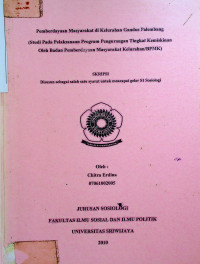 Pemberdayaan Masyarakat di Kelurahan Gandus Palembang
(Studi Pada Pelaksanaan Program Pengurangan Tingkat Kemiskinan
Oleh Badan Pemberdayaan Masyarakat Kelurahan/BPMK)
SKRIPSI
Disusun sebagai salah satu syarat untuk mencapai gelar S1 Sosiologi
Oleh :
Chitra Erdina
07061002005
JURUSAN SOSIOLOGI
FAKULTAS ILMU SOSIAL DAN ILMU POLITIK
UNIVERSITAS SRIWIJAYA
2010